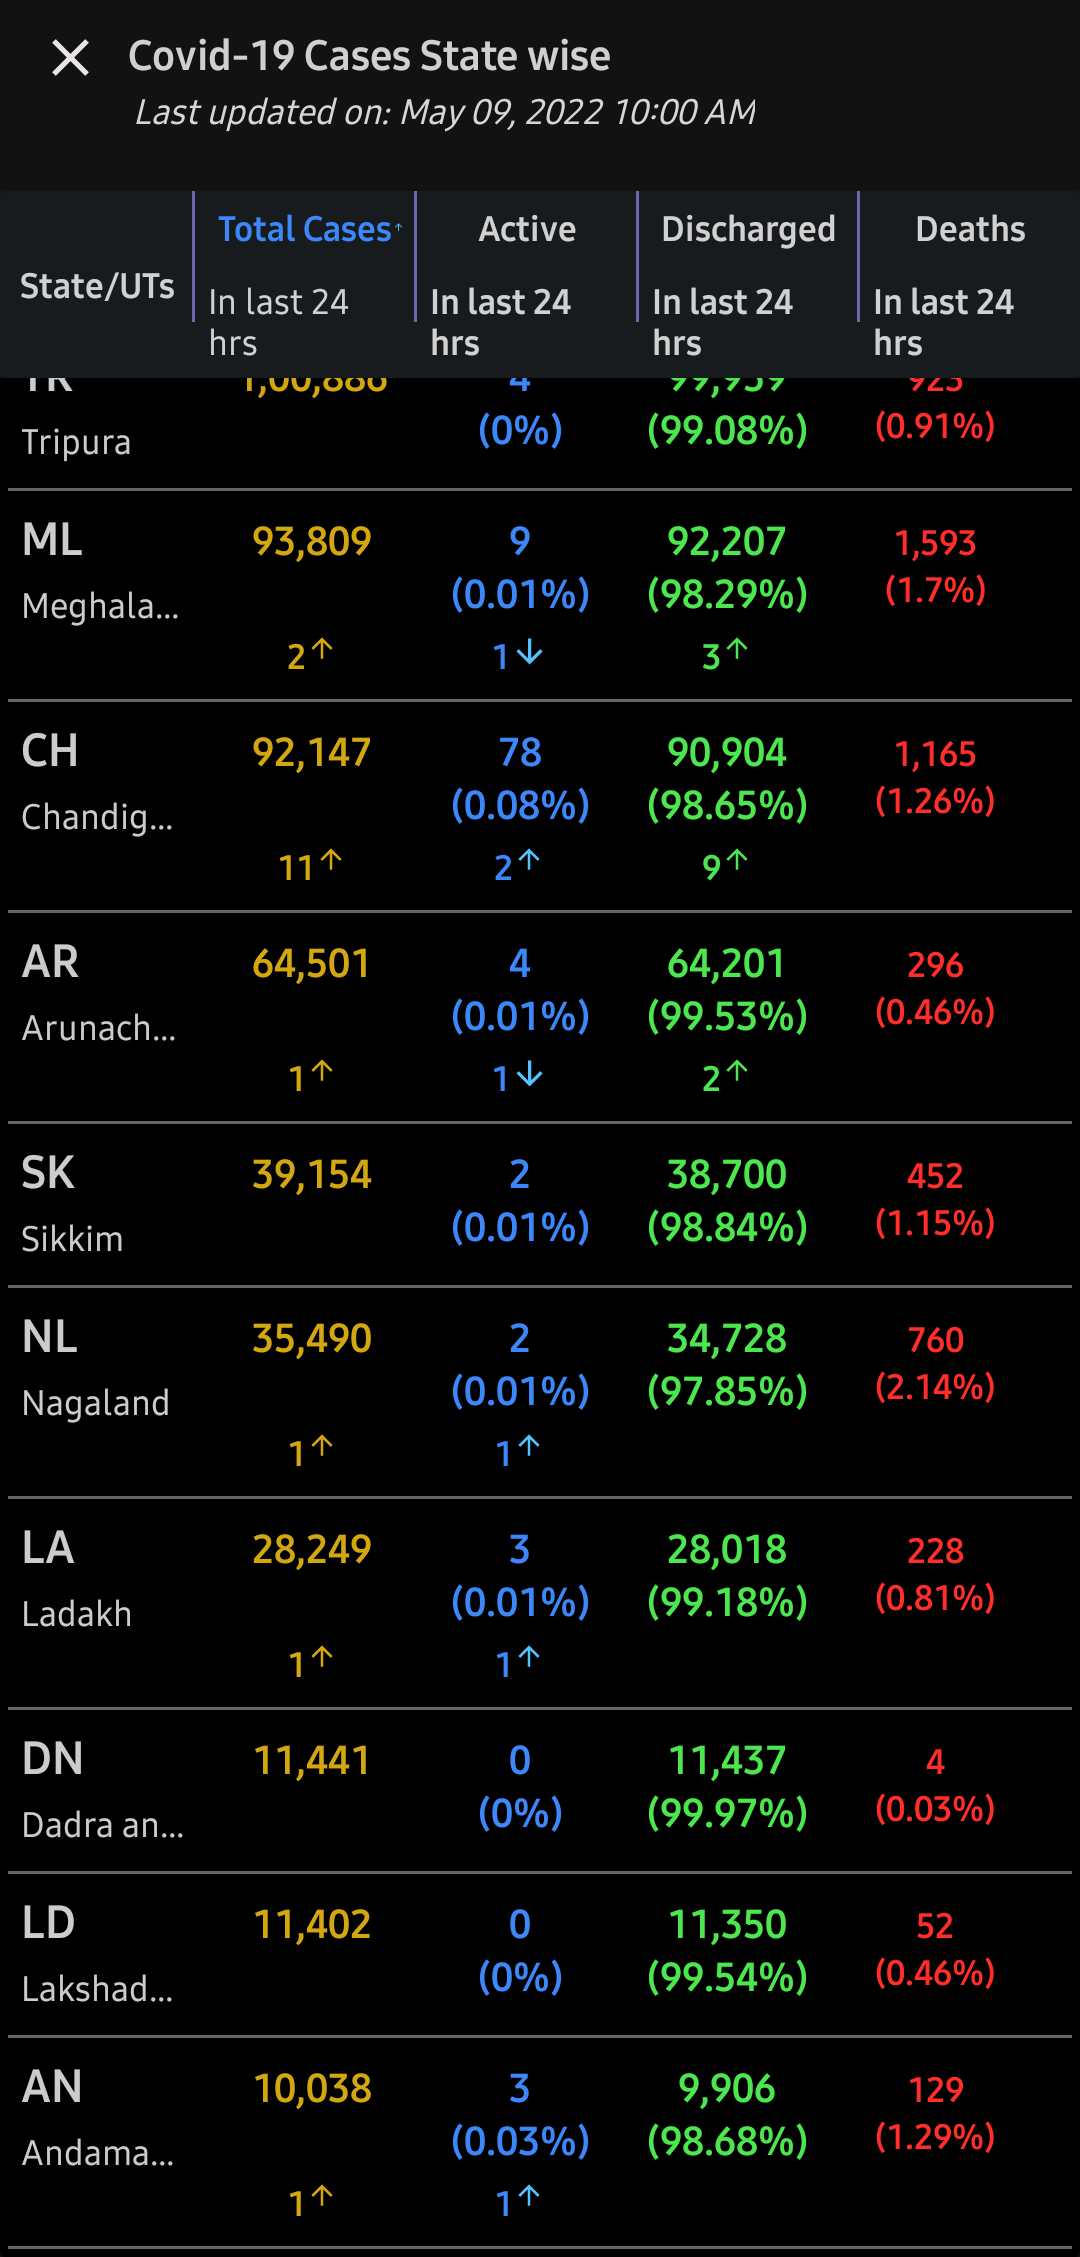 Covid-19 Cases State wise
Last updated on: May 09, 2022 10:00 AM
State/UTs Total Cases↑ Active Discharged Deaths
In last 24 hrs In last 24 hrs In last 24 hrs In last 24 hrs
TR 1,00,886 4 99,959 923
(0%) (99.08%) (0.91%)
Tripura
ML 93,809 9 92,207 1,593
(0.01%) (98.29%) (1.7%)
Meghala...
2↑ 1↓ 3↑
CH 92,147 78 90,904 1,165
(0.08%) (98.65%) (1.26%)
Chandig...
11↑ 2↑ 9↑
AR 64,501 4 64,201 296
(0.01%) (99.53%) (0.46%)
Arunach...
1↑ 1↓ 2↑
SK 39,154 2 38,700 452
(0.01%) (98.84%) (1.15%)
Sikkim
NL 35,490 2 34,728 760
(0.01%) (97.85%) (2.14%)
Nagaland
1↑ 1↑
LA 28,249 3 28,018 228
(0.01%) (99.18%) (0.81%)
Ladakh
1↑ 1↑
DN 11,441 0 11,437 4
(0%) (99.97%) (0.03%)
Dadra an...
LD 11,402 0 11,350 52
(0%) (99.54%) (0.46%)
Lakshad...
AN 10,038 3 9,906 129
(0.03%) (98.68%) (1.29%)
Andama...
1↑ 1↑